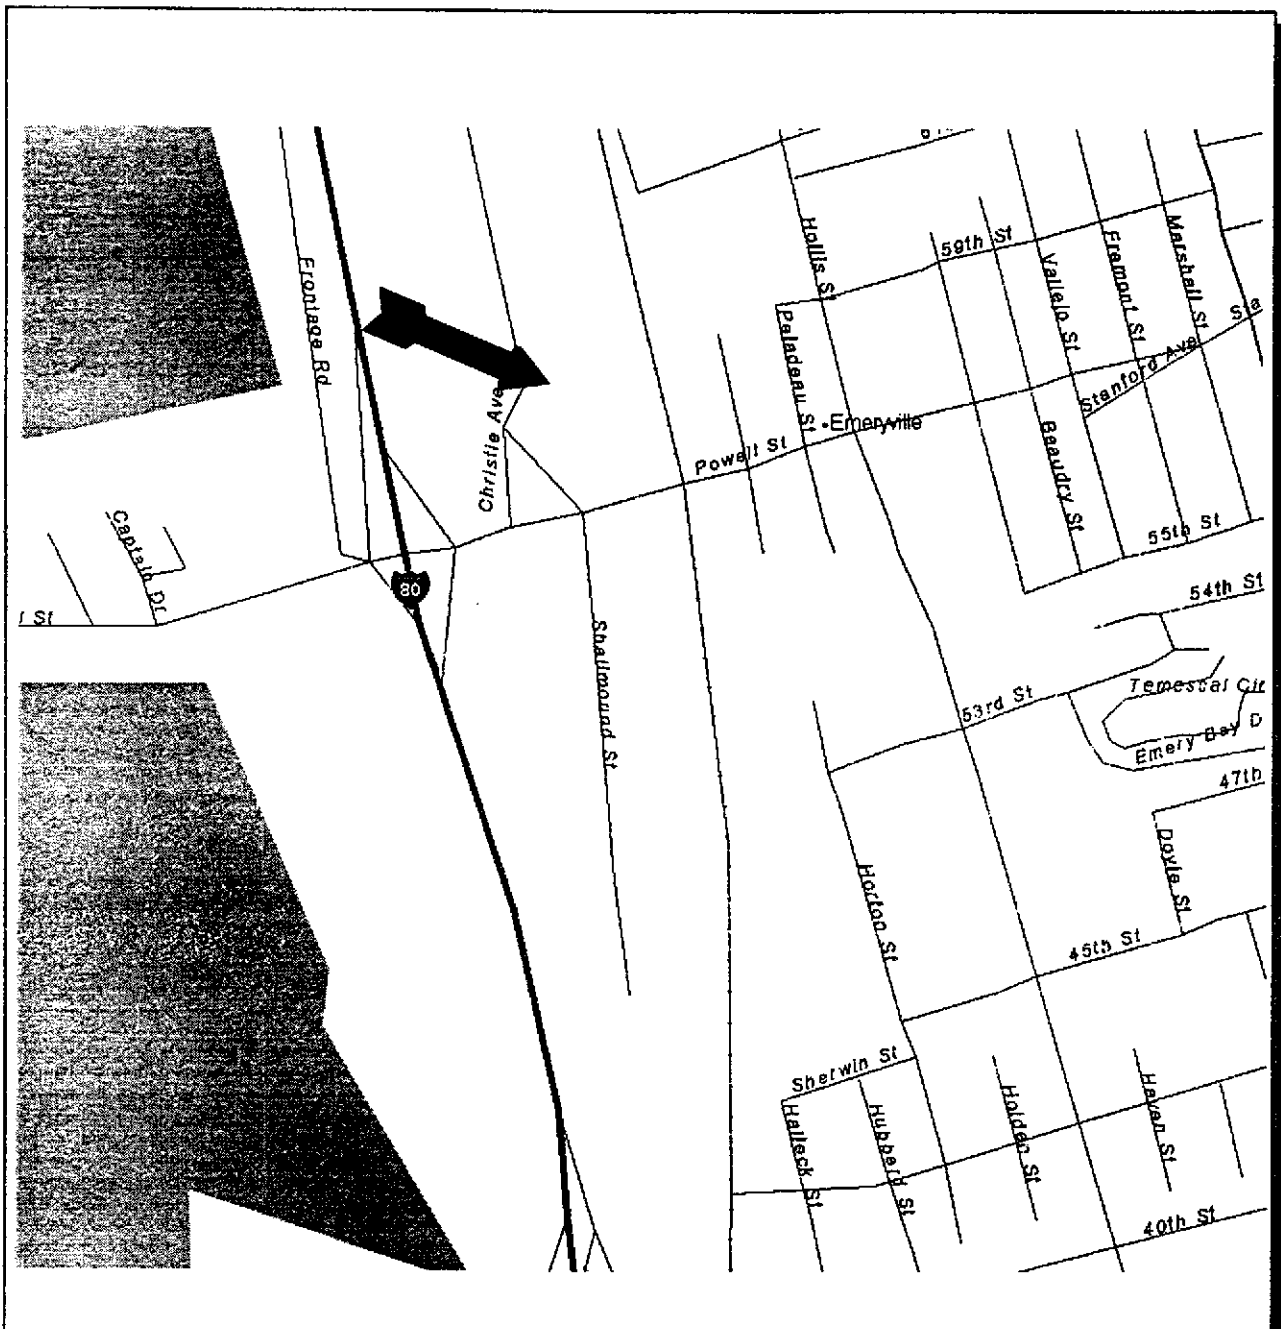 Frontage Rd
Hollis St
59th St
Vallejo St
Fremont St
Marshall St
Sta
Peladeau St
Christie Ave
Stanford Ave
•Emeryville
Powell St
Beaudry St
Captain Dr
55th St
80
54th St
St
Shellmound St
53rd St
Temescal Cir
Emery Bay D
47th
Doyle St
Horton St
45th St
Sherwin St
Halleck St
Hubbard St
Holden St
Haven St
40th St